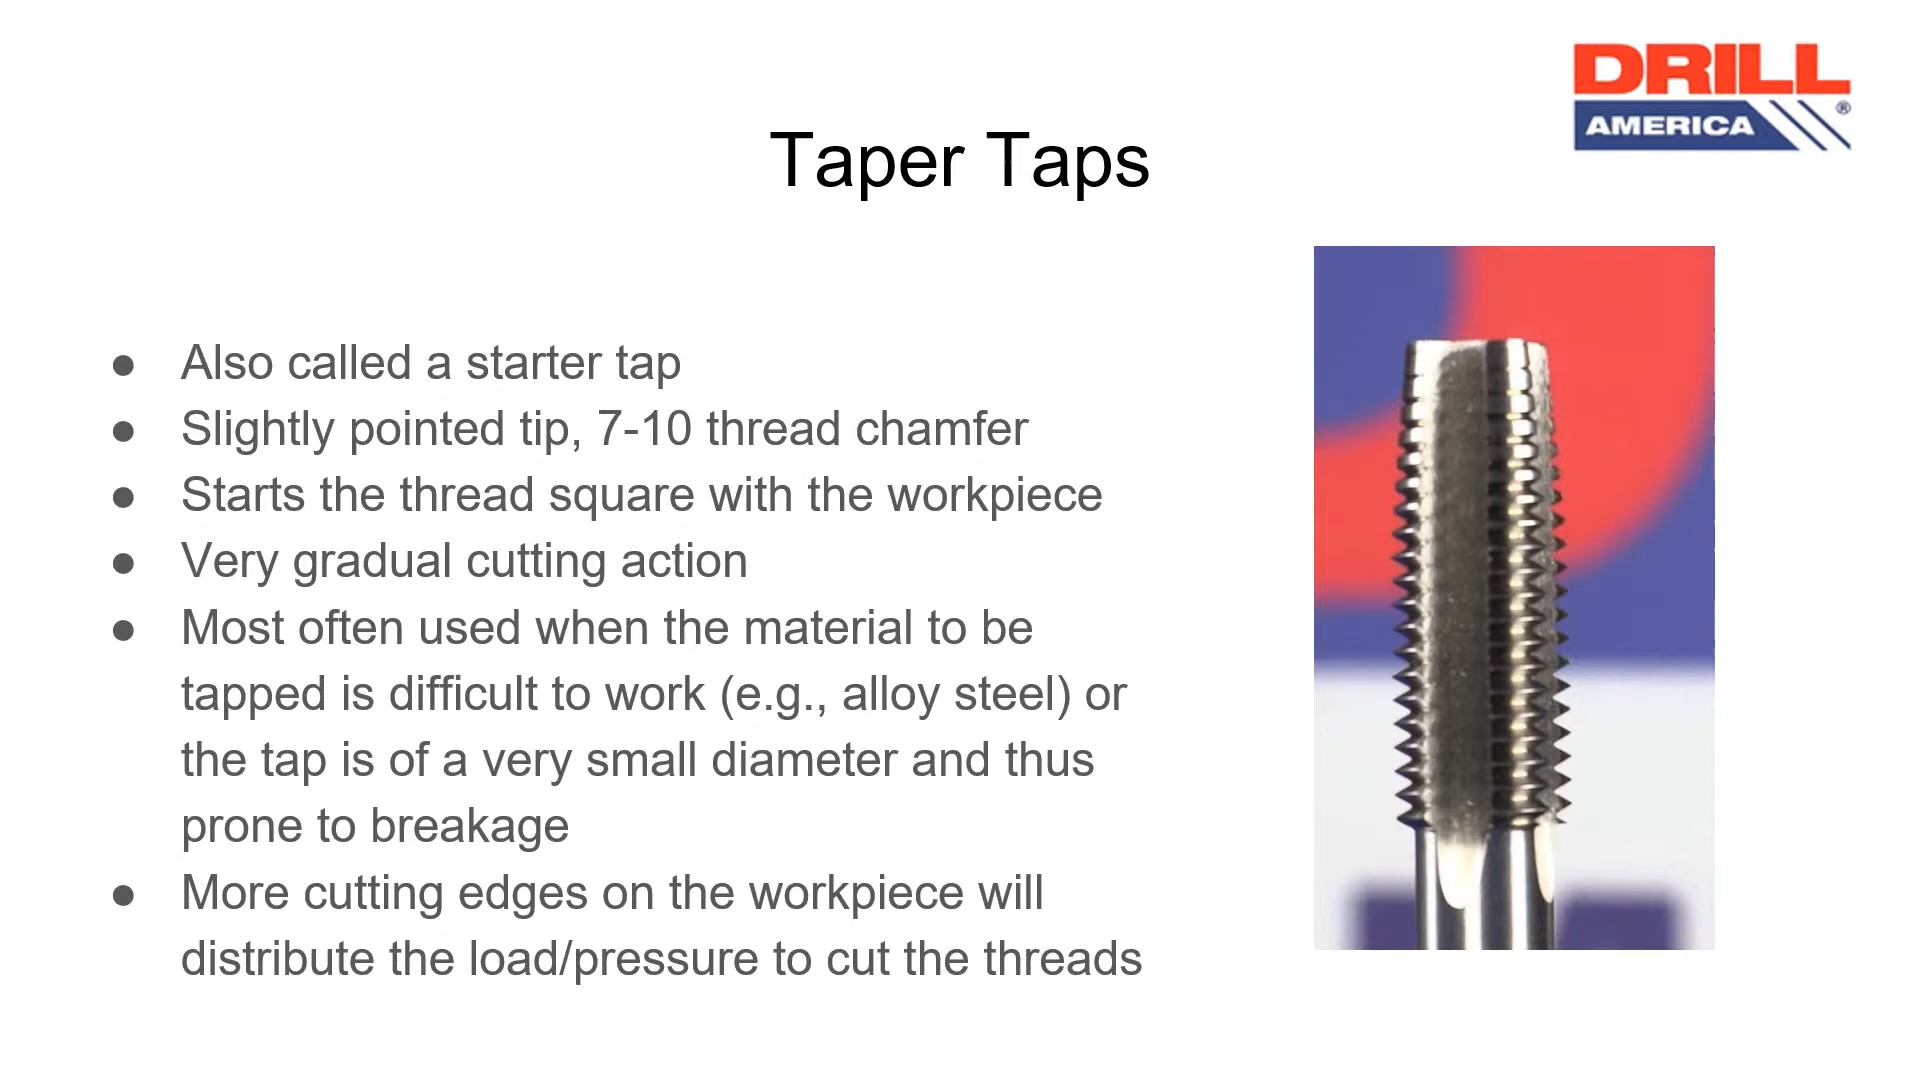 DRILL
AMERICA ®
Taper Taps
● Also called a starter tap
● Slightly pointed tip, 7-10 thread chamfer
● Starts the thread square with the workpiece
● Very gradual cutting action
● Most often used when the material to be
tapped is difficult to work (e.g., alloy steel) or
the tap is of a very small diameter and thus
prone to breakage
● More cutting edges on the workpiece will
distribute the load/pressure to cut the threads